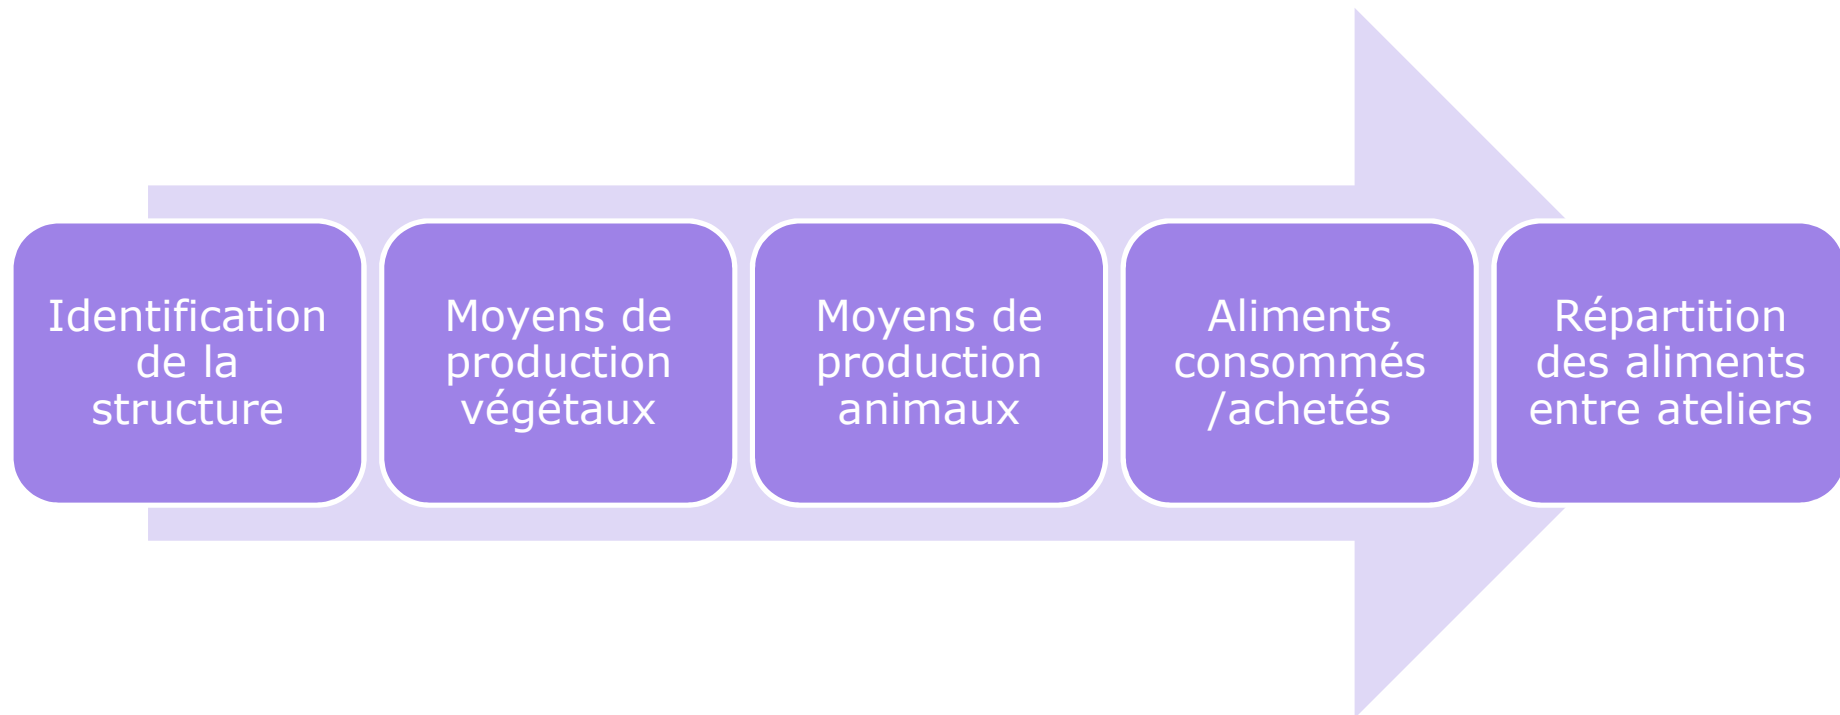 Identification
de la
structure
Moyens de
production
végétaux
Moyens de
production
animaux
Aliments
consommés
/achetés
Répartition
des aliments
entre ateliers